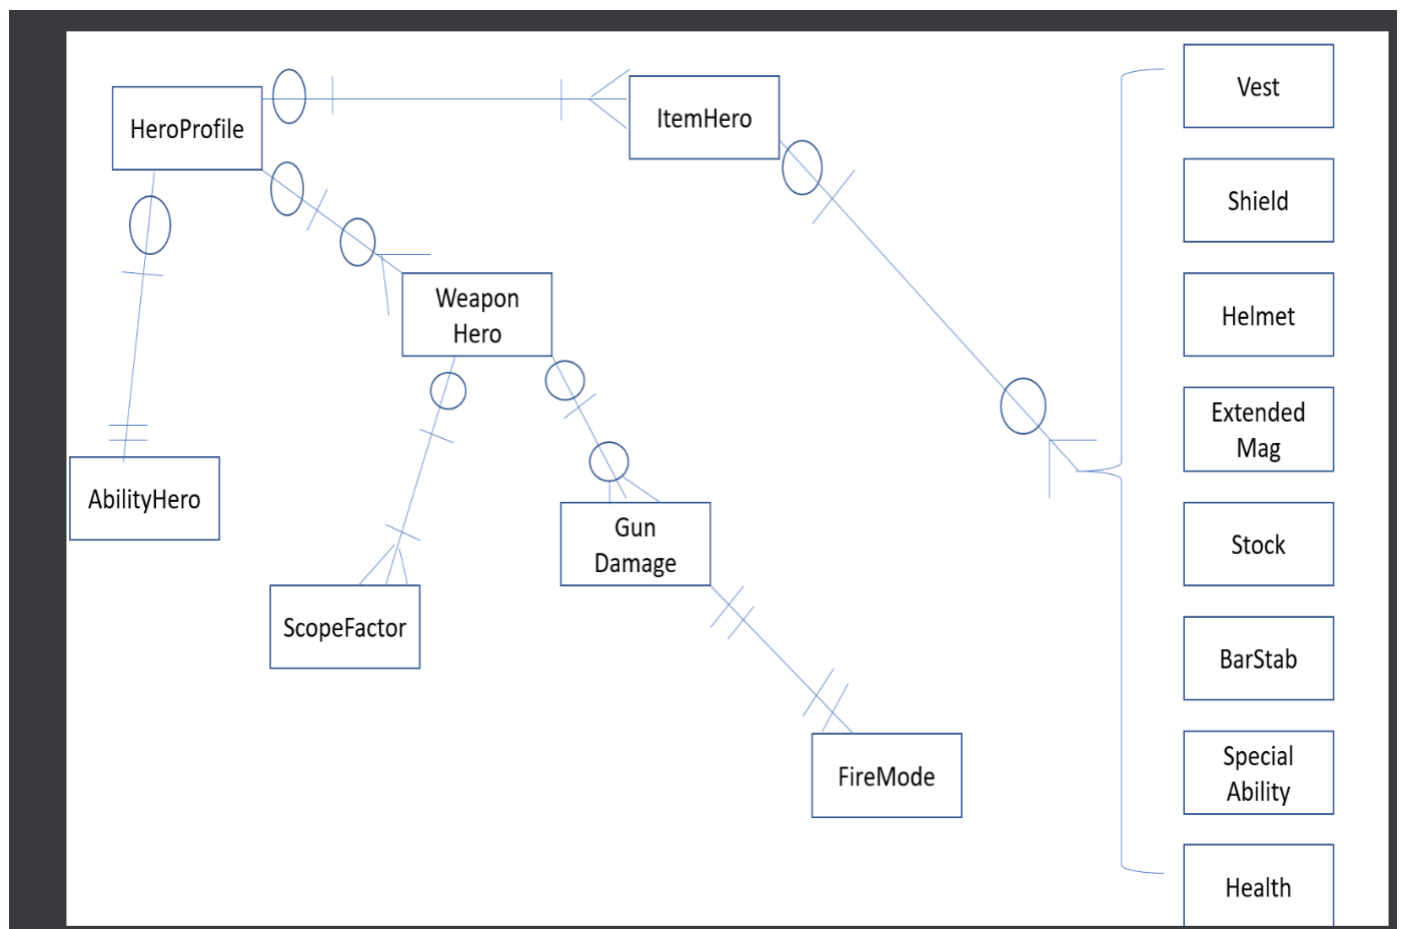 HeroProfile
ItemHero
Weapon
Hero
AbilityHero
Gun
Damage
ScopeFactor
FireMode
Vest
Shield
Helmet
Extended
Mag
Stock
BarStab
Special
Ability
Health